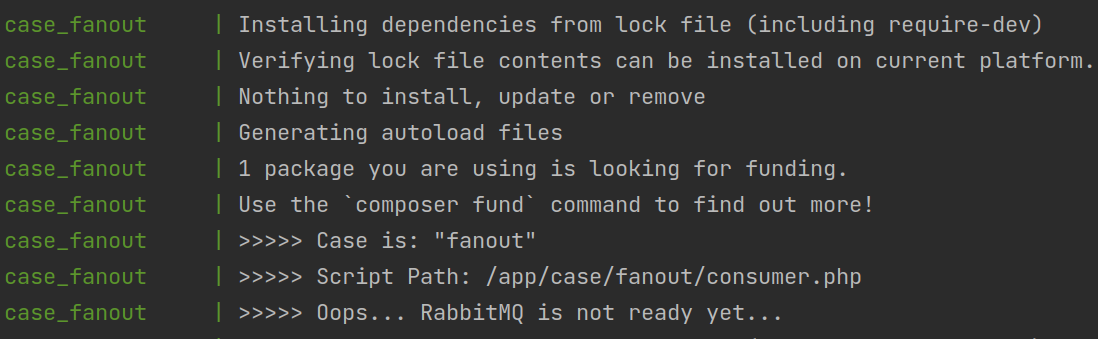 case_fanout | Installing dependencies from lock file (including require-dev)
case_fanout | Verifying lock file contents can be installed on current platform.
case_fanout | Nothing to install, update or remove
case_fanout | Generating autoload files
case_fanout | 1 package you are using is looking for funding.
case_fanout | Use the `composer fund` command to find out more!
case_fanout | >>>>> Case is: "fanout"
case_fanout | >>>>> Script Path: /app/case/fanout/consumer.php
case_fanout | >>>>> Oops... RabbitMQ is not ready yet...